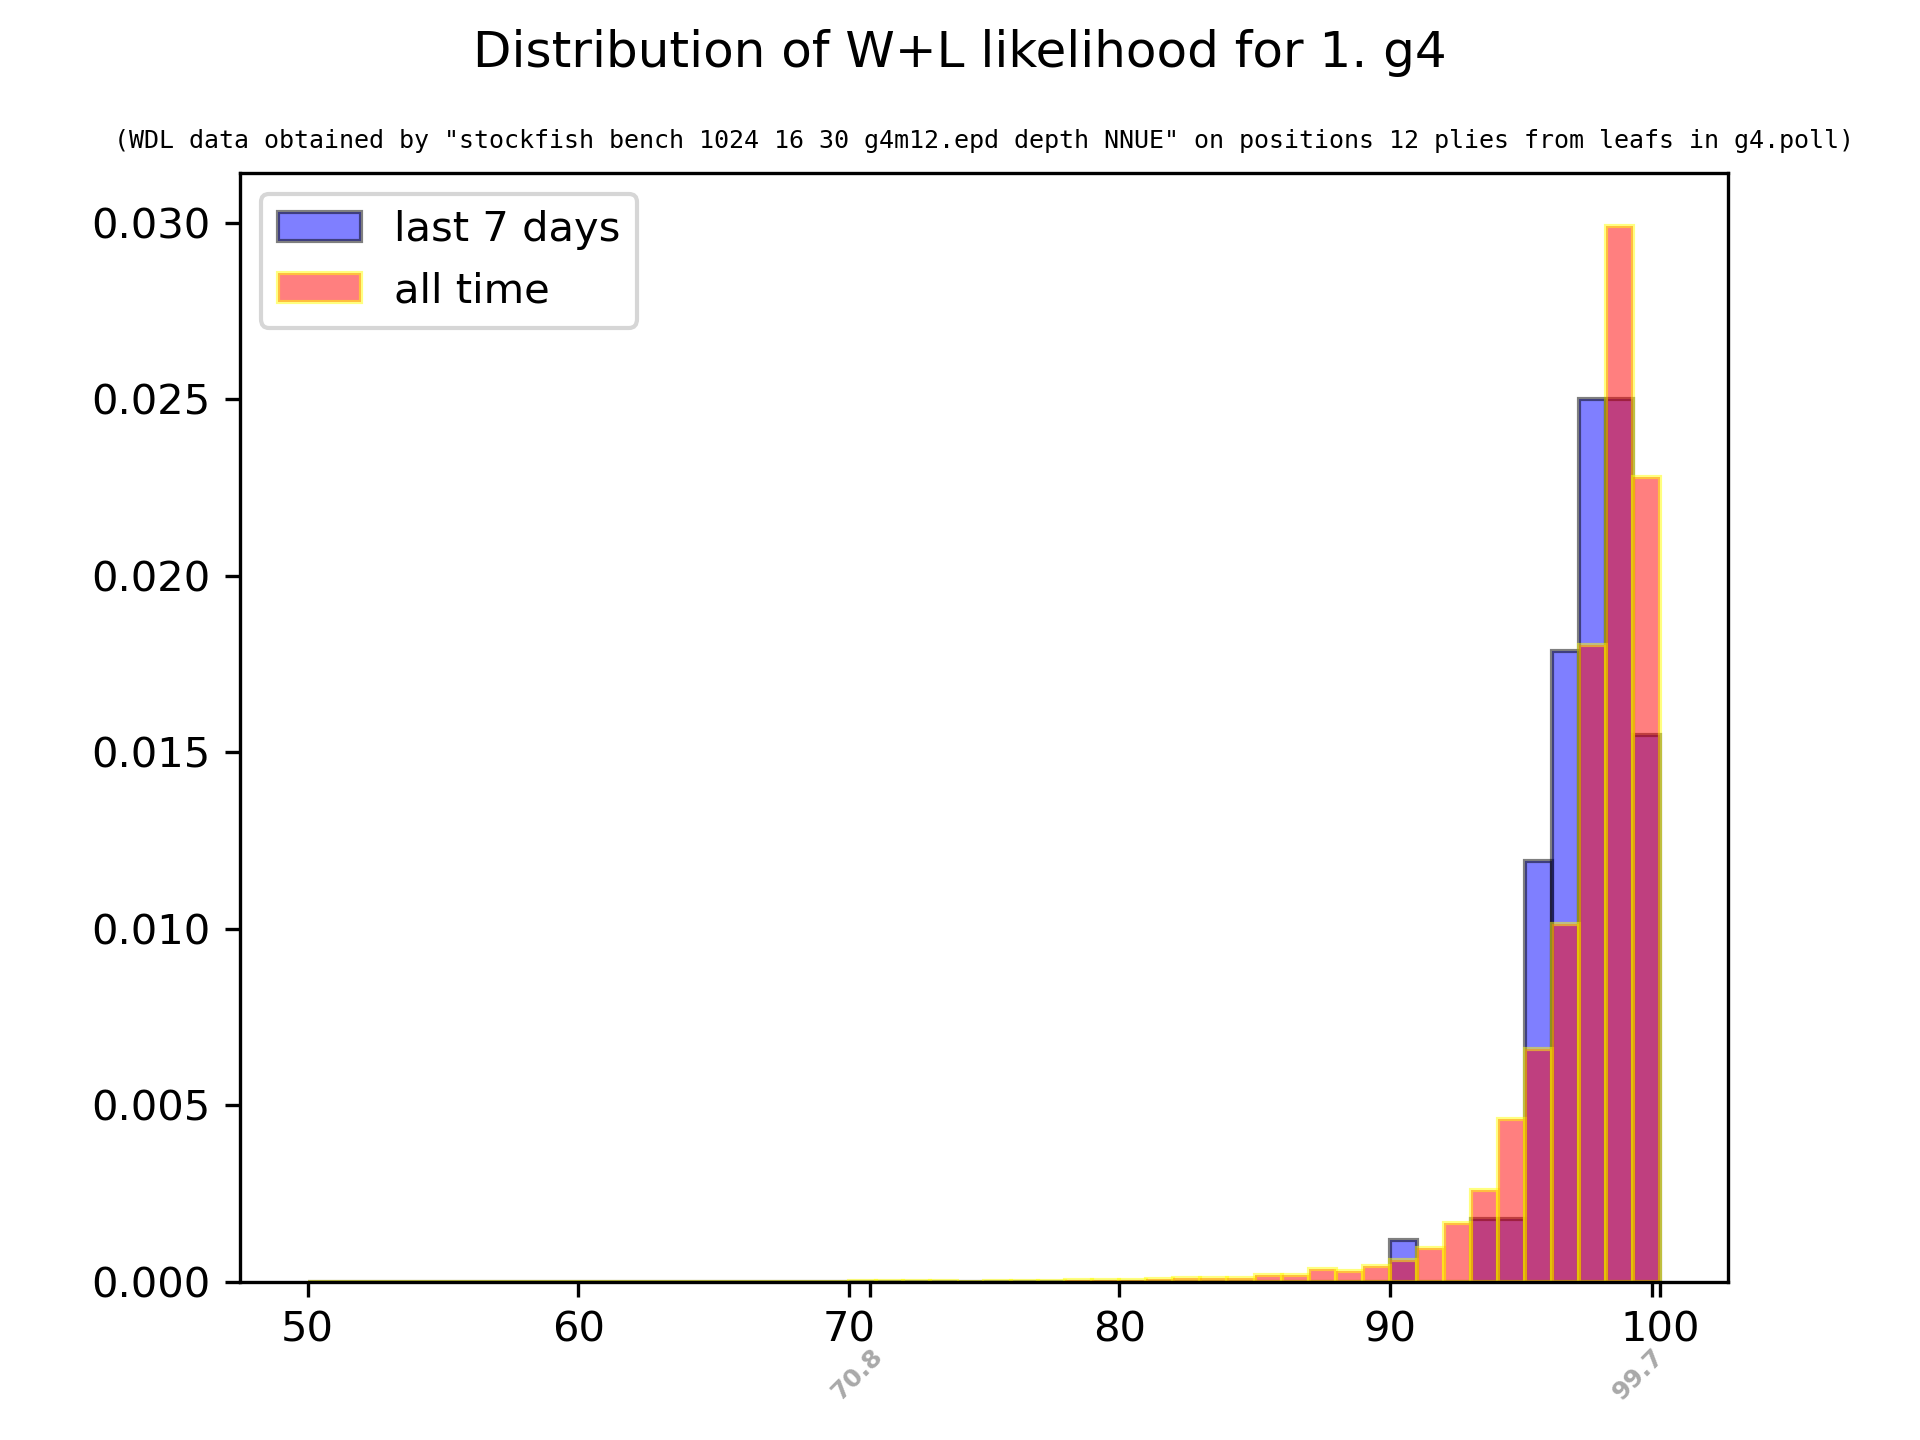 Distribution of W+L likelihood for 1. g4
(WDL data obtained by "stockfish bench 1024 16 30 g4m12.epd depth NNUE" on positions 12 plies from leafs in g4.poll)
last 7 days
all time
0.030
0.025
0.020
0.015
0.010
0.005
0.000
50 60 70 80 90 100
70.8 99.7